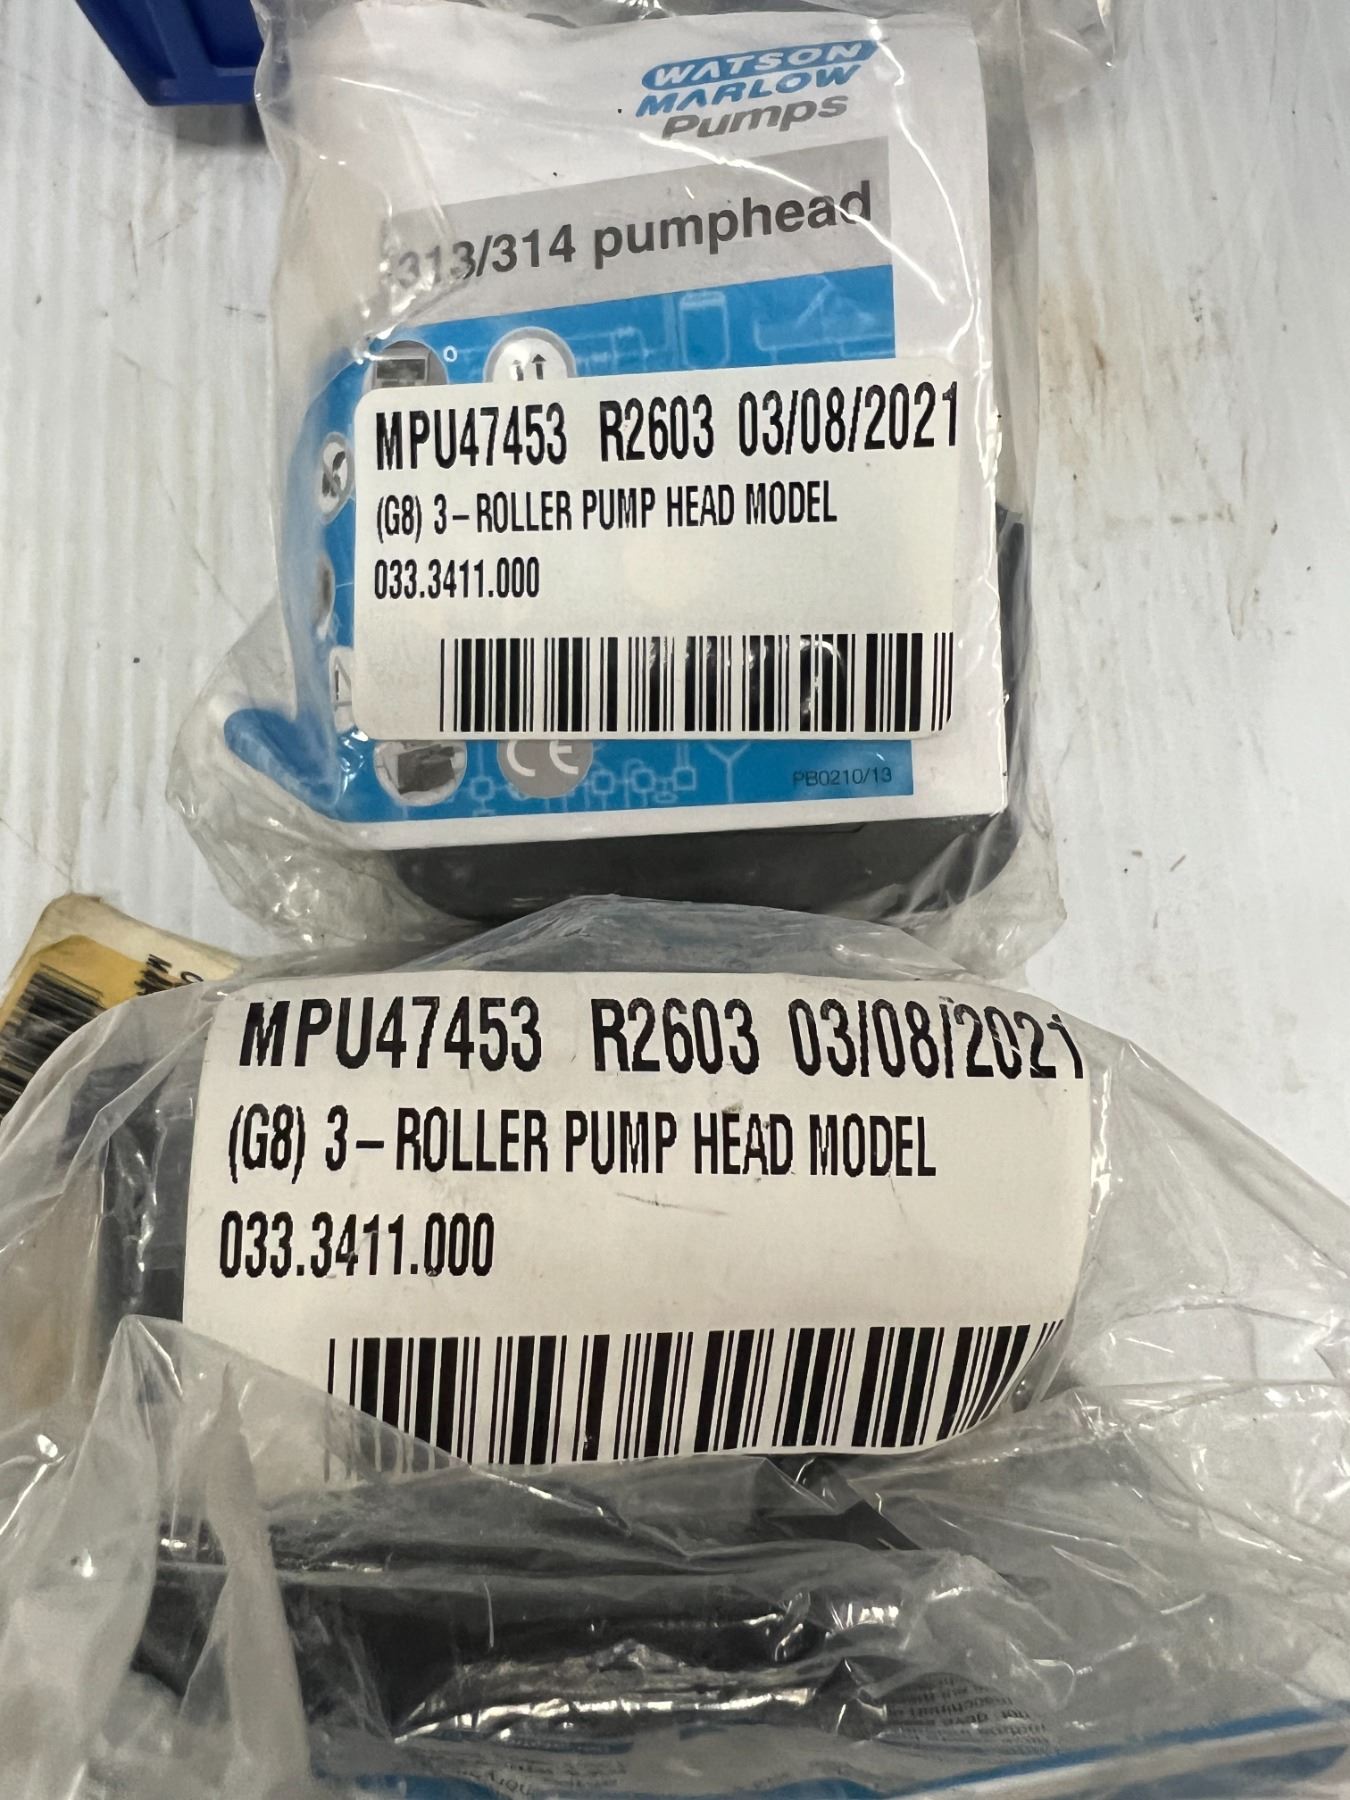 WATSON
MARLOW
Pumps
313/314 pumphead
MPU47453 R2603 03/08/2021
(G8) 3-ROLLER PUMP HEAD MODEL
033.3411.000
CE
PB0210/13
MPU47453 R2603 03/08/2021
(G8) 3-ROLLER PUMP HEAD MODEL
033.3411.000